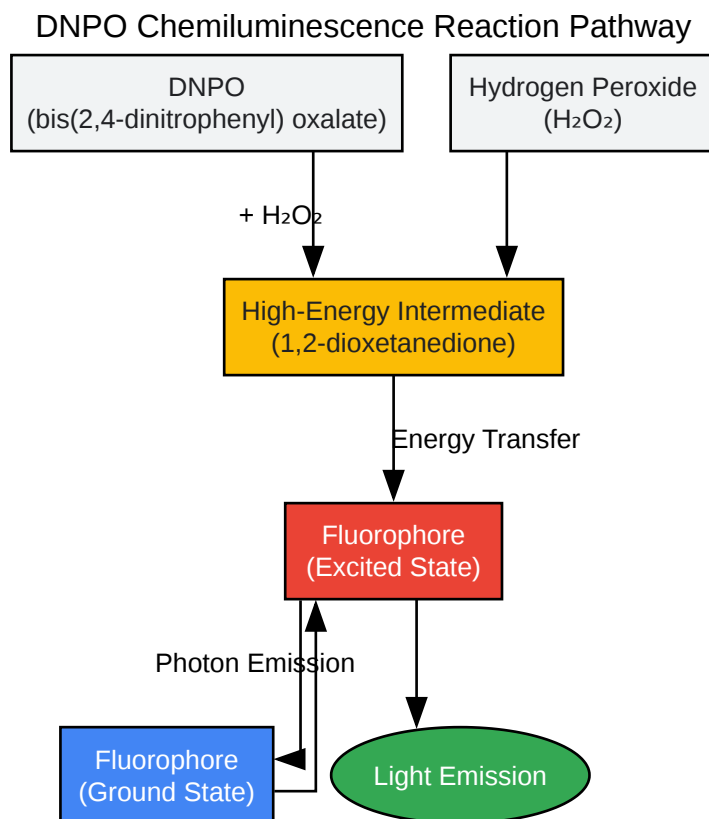 DNPO Chemiluminescence Reaction Pathway
DNPO
(bis(2,4-dinitrophenyl) oxalate)
Hydrogen Peroxide
(H₂O₂)
+ H₂O₂
High-Energy Intermediate
(1,2-dioxetanedione)
Energy Transfer
Fluorophore
(Excited State)
Photon Emission
Fluorophore
(Ground State)
Light Emission